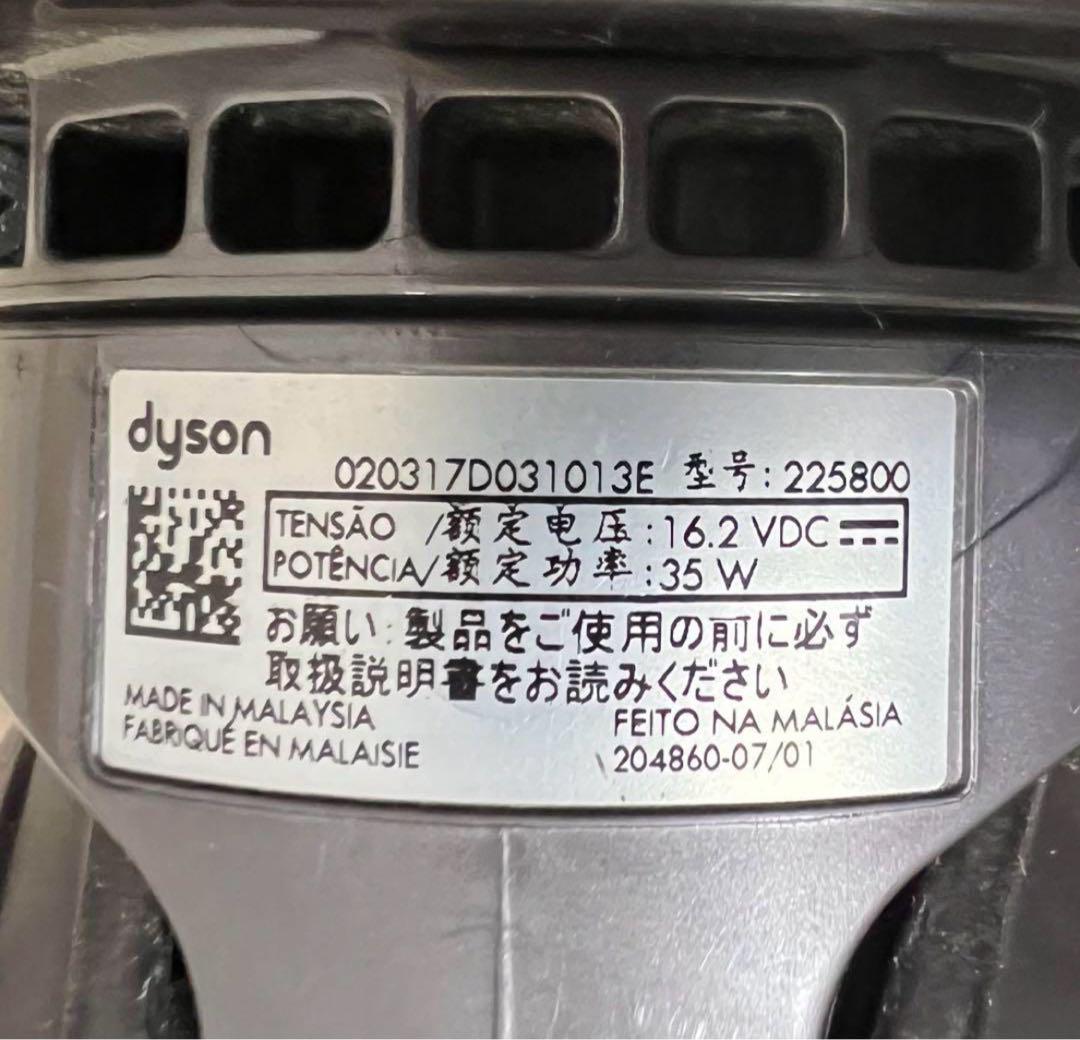 dyson
020317D031013E 型号: 225800
TENSÃO /额定电压: 16.2 VDC
POTÊNCIA/额定功率: 35 W
お願い: 製品をご使用の前に必ず
取扱説明書をお読みください
MADE IN MALAYSIA
FABRIQUÉ EN MALAISIE
FEITO NA MALÁSIA
204860-07/01